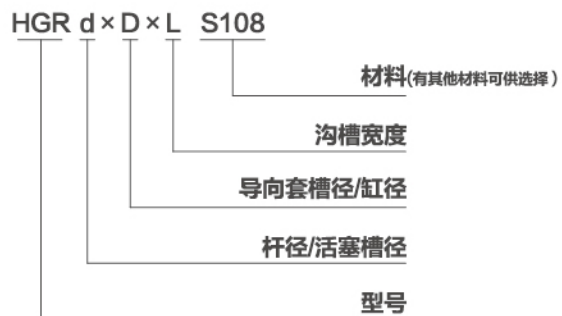 HGR d × D × L S108
材料(有其他材料可供选择)
沟槽宽度
导向套槽径/缸径
杆径/活塞槽径
型号